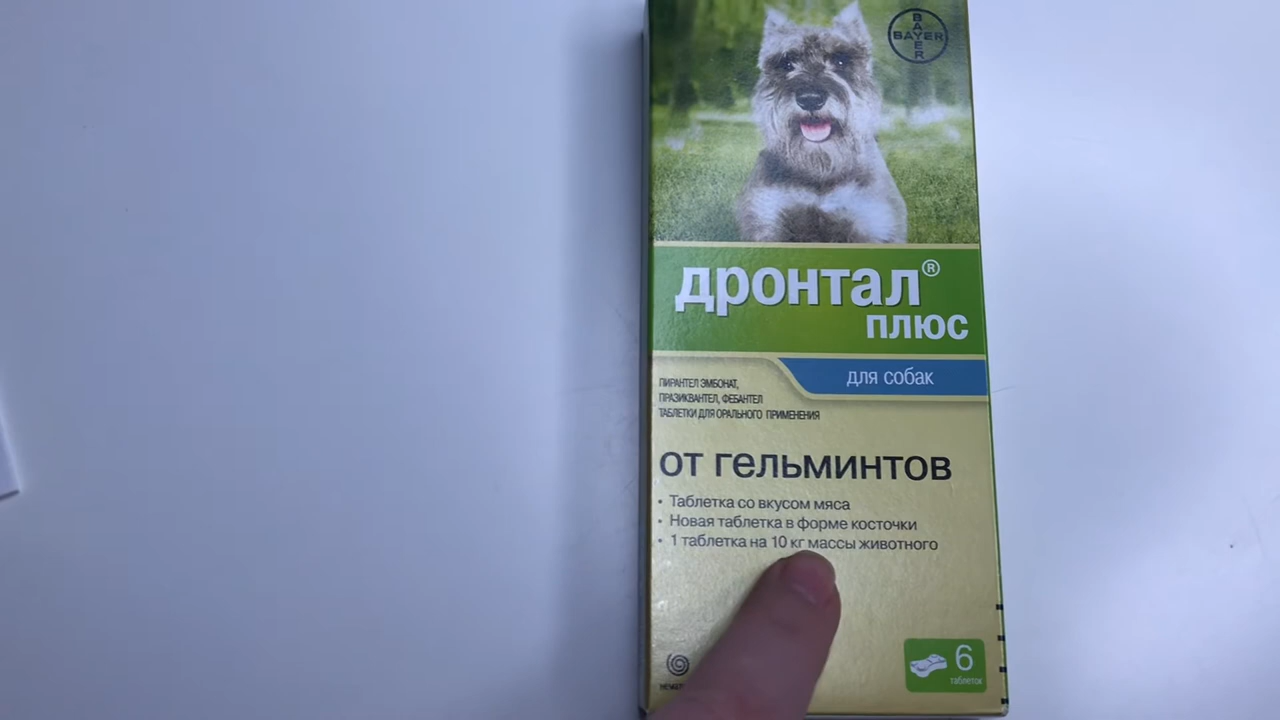 BAYER
BAYER
дронтал®
плюс
для собак
ПИРАНТЕЛ ЭМБОНАТ,
ПРАЗИКВАНТЕЛ, ФЕБАНТЕЛ
ТАБЛЕТКИ ДЛЯ ОРАЛЬНОГО ПРИМЕНЕНИЯ
от гельминтов
• Таблетка со вкусом мяса
• Новая таблетка в форме косточки
• 1 таблетка на 10 кг массы животного
6
таблеток